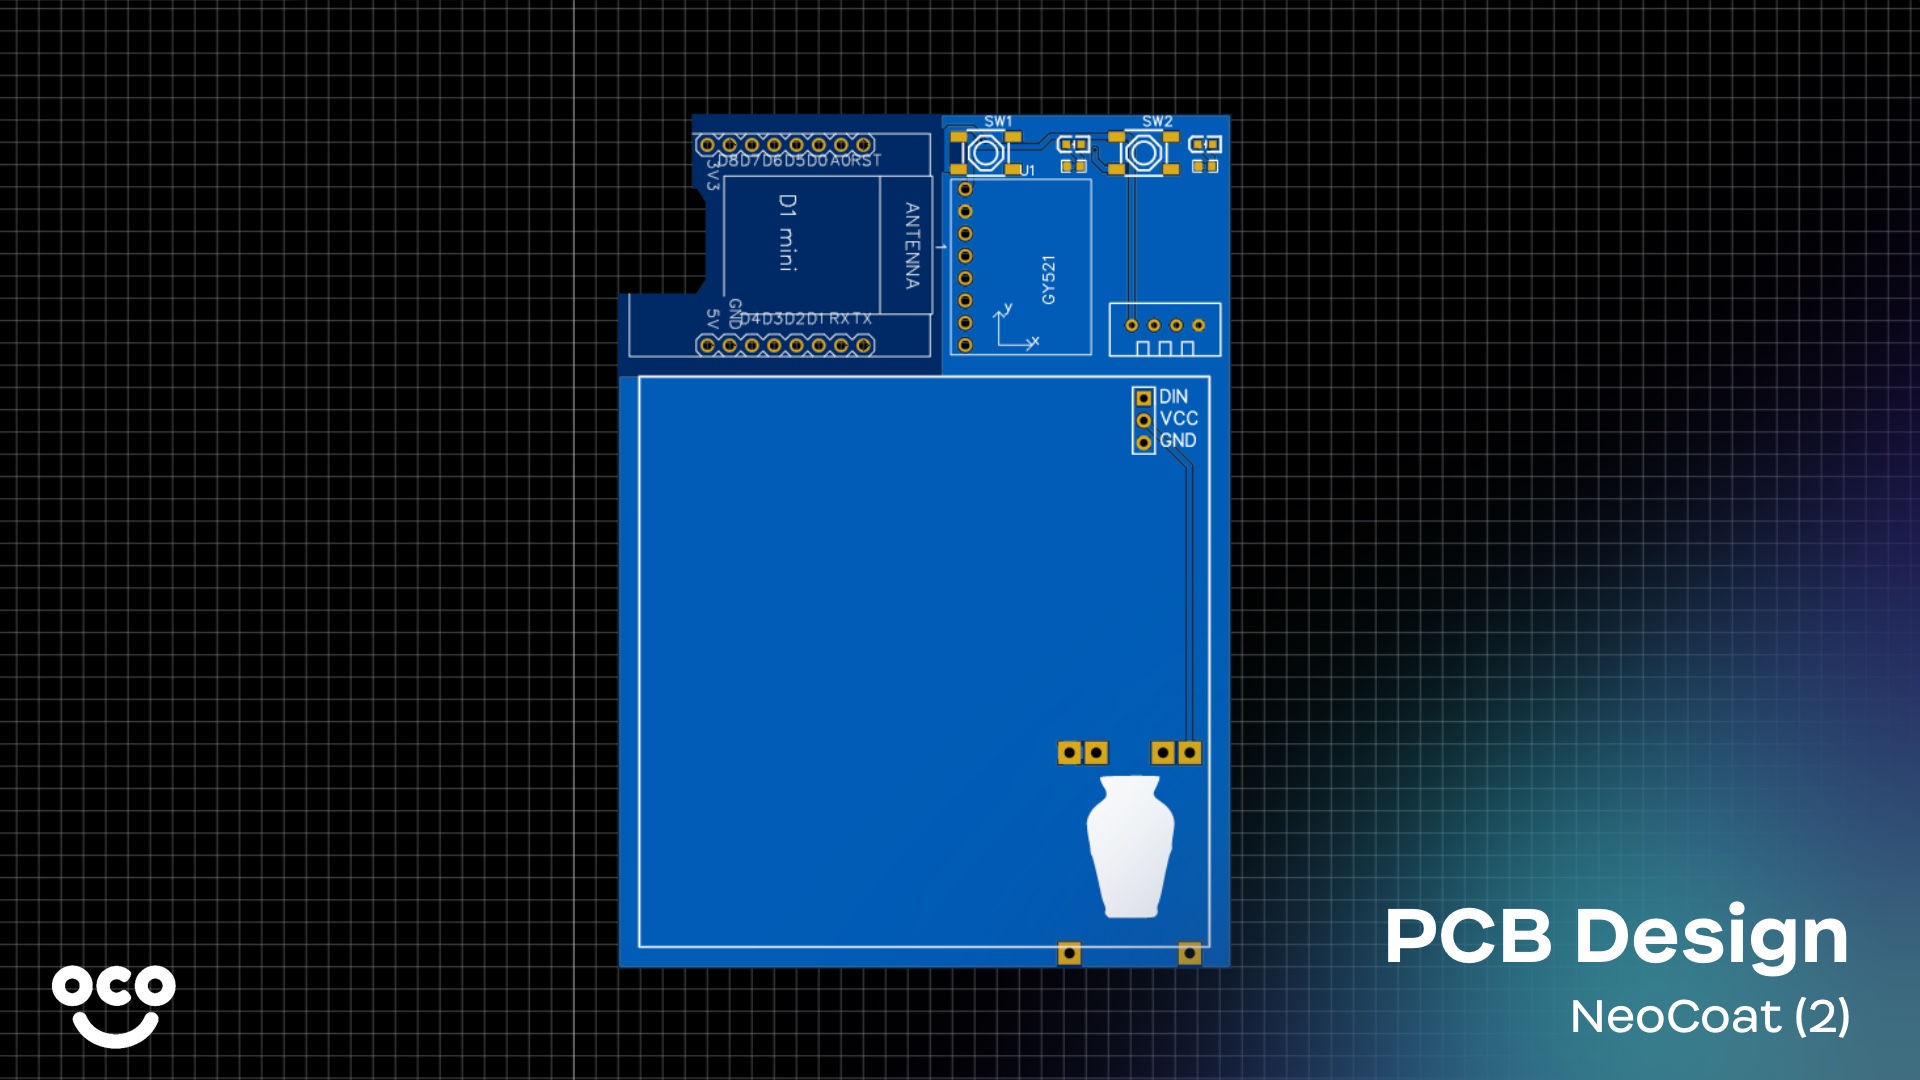 SW1
SW2
D8D7D6D5D0A0RST
3V3
U1
D1 mini
ANTENNA
1
GY521
y
x
GND
5V
D4D3D2D1RXTX
DIN
VCC
GND
PCB Design
NeoCoat (2)
oco